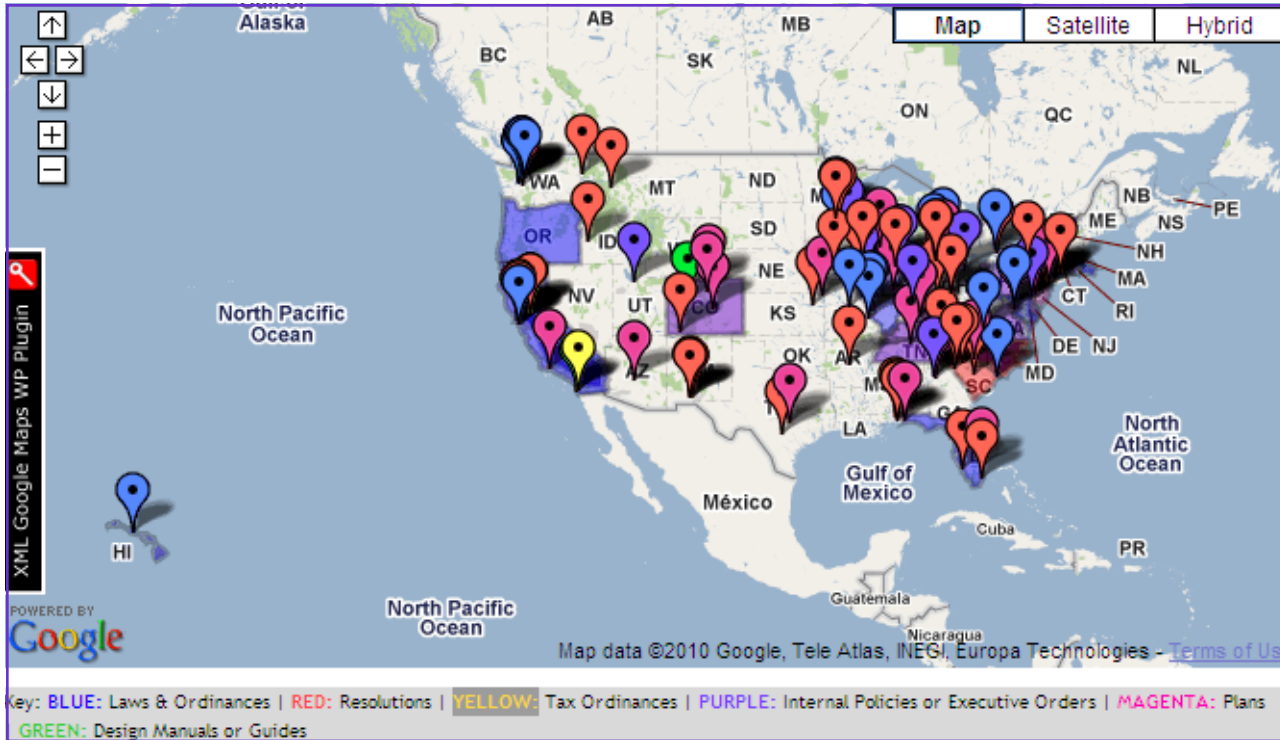 Gulf of
Alaska
AB
MB
Map
Satellite
Hybrid
BC
SK
NL
ON
QC
WA
MT
ND
NB
PE
ME
NS
OR
ID
SD
NH
MA
NE
CT
RI
NV
UT
CO
KS
NJ
DE
MD
North Pacific
Ocean
AZ
OK
AR
TN
SC
LA
GA
North
Atlantic
Ocean
Gulf of
Mexico
México
Cuba
PR
HI
XML Google Maps WP Plugin
Guatemala
Nicaragua
North Pacific
Ocean
POWERED BY
Google
Map data ©2010 Google, Tele Atlas, INEGI, Europa Technologies - Terms of Us
Key: BLUE: Laws & Ordinances | RED: Resolutions | YELLOW: Tax Ordinances | PURPLE: Internal Policies or Executive Orders | MAGENTA: Plans
GREEN: Design Manuals or Guides